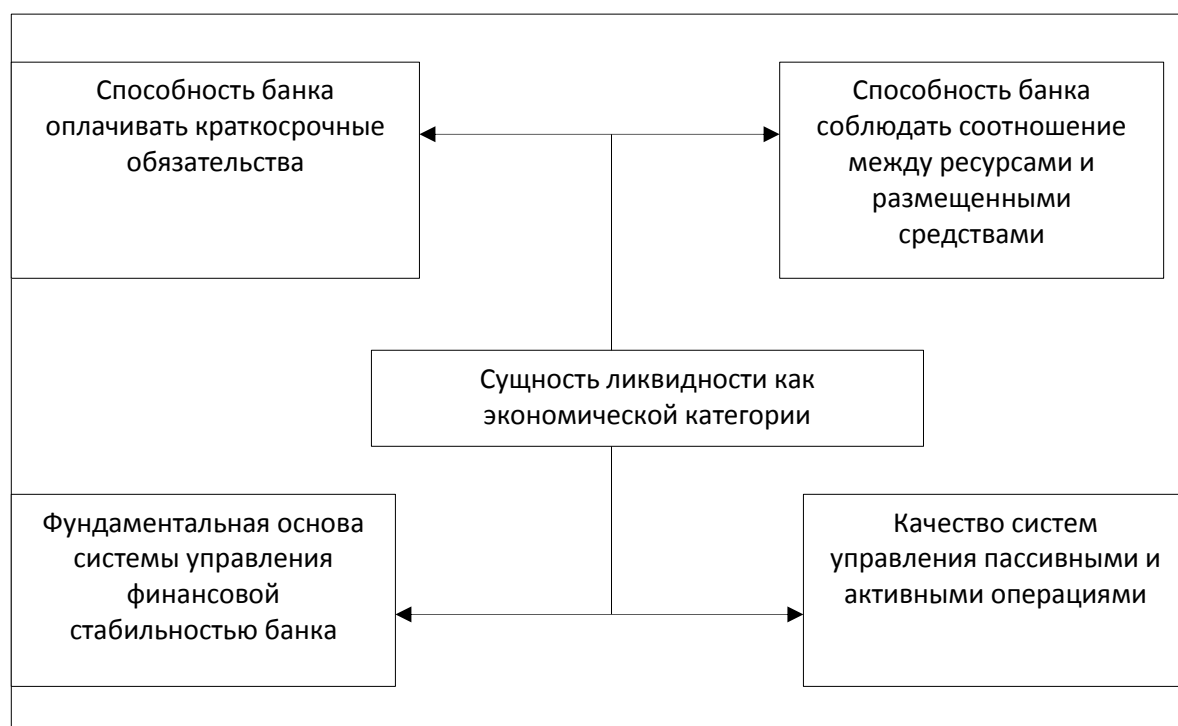 Способность банка
оплачивать краткосрочные
обязательства
Способность банка
соблюдать соотношение
между ресурсами и
размещенными
средствами
Сущность ликвидности как
экономической категории
Фундаментальная основа
системы управления
финансовой
стабильностью банка
Качество систем
управления пассивными и
активными операциями